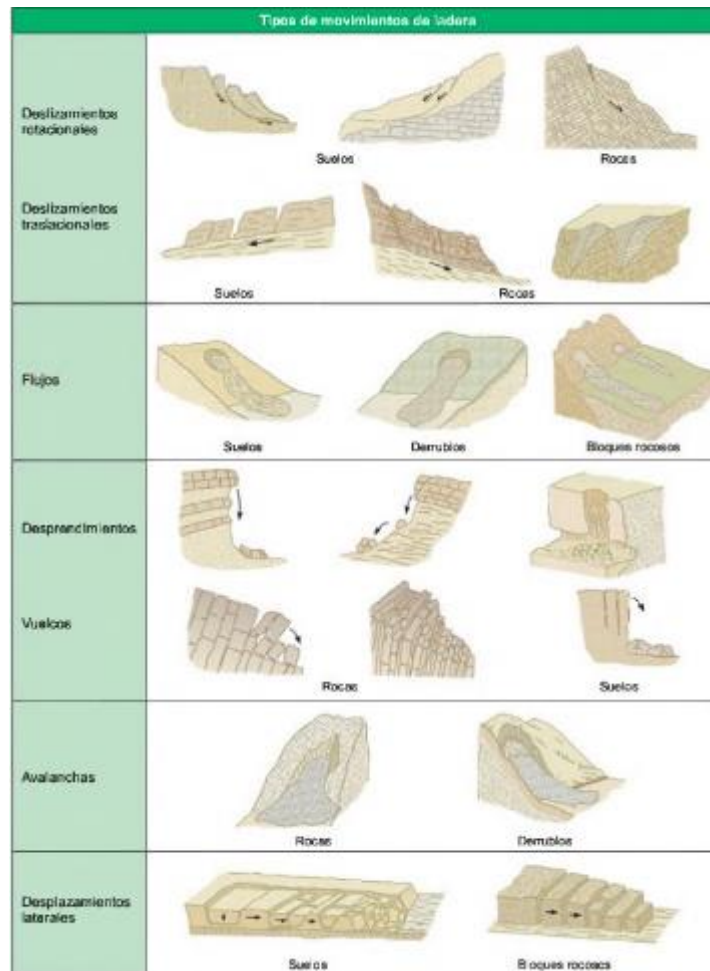 Tipos de movimientos de ladera
Deslizamientos
rotacionales
Suelos
Rocas
Deslizamientos
traslacionales
Suelos
Rocas
Flujos
Suelos
Derrubios
Bloques rocosos
Desprendimientos
Vuelcos
Rocas
Suelos
Avalanchas
Rocas
Derrubios
Desplazamientos
laterales
Suelos
Bloques rocosos